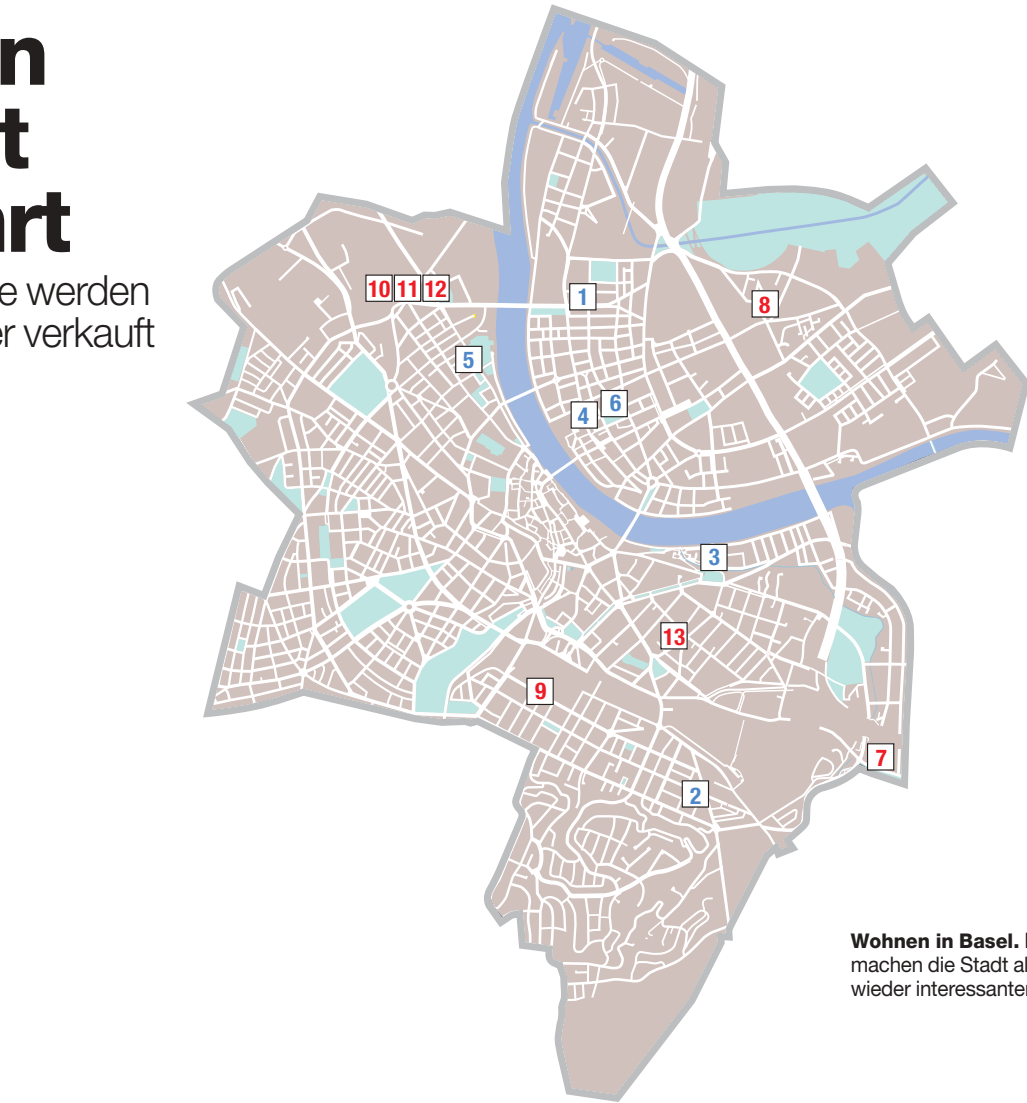 n
t
rt
e werden
er verkauft
10 11 12
1
8
5
6
4
3
13
9
7
2
Wohnen in Basel.
machen die Stadt al
wieder interessanter